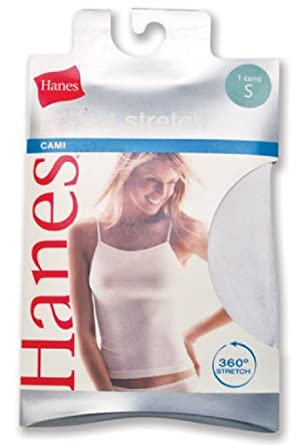 Hanes
1 cami
S
stretch
CAMI
Hanes
360°
STRETCH